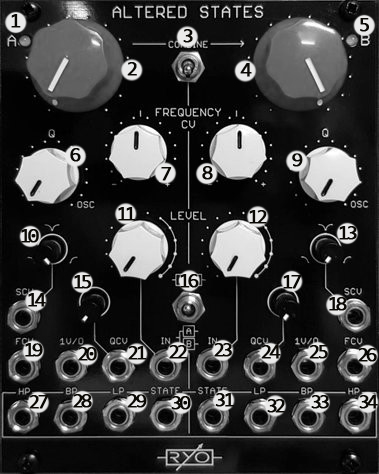 ALTERED STATES
1 5
A COMBINE 3 B
2 4
FREQUENCY
CV
Q 6 - 7 8 + 9 Q
OSC OSC
LEVEL
10 11 12 13
15 16 17
SCV 14 18 SCV
A
B
FCV 1V/O QCV IN IN QCV 1V/O FCV
19 20 21 22 23 24 25 26
HP BP LP STATE STATE LP BP HP
27 28 29 30 31 32 33 34
RYO